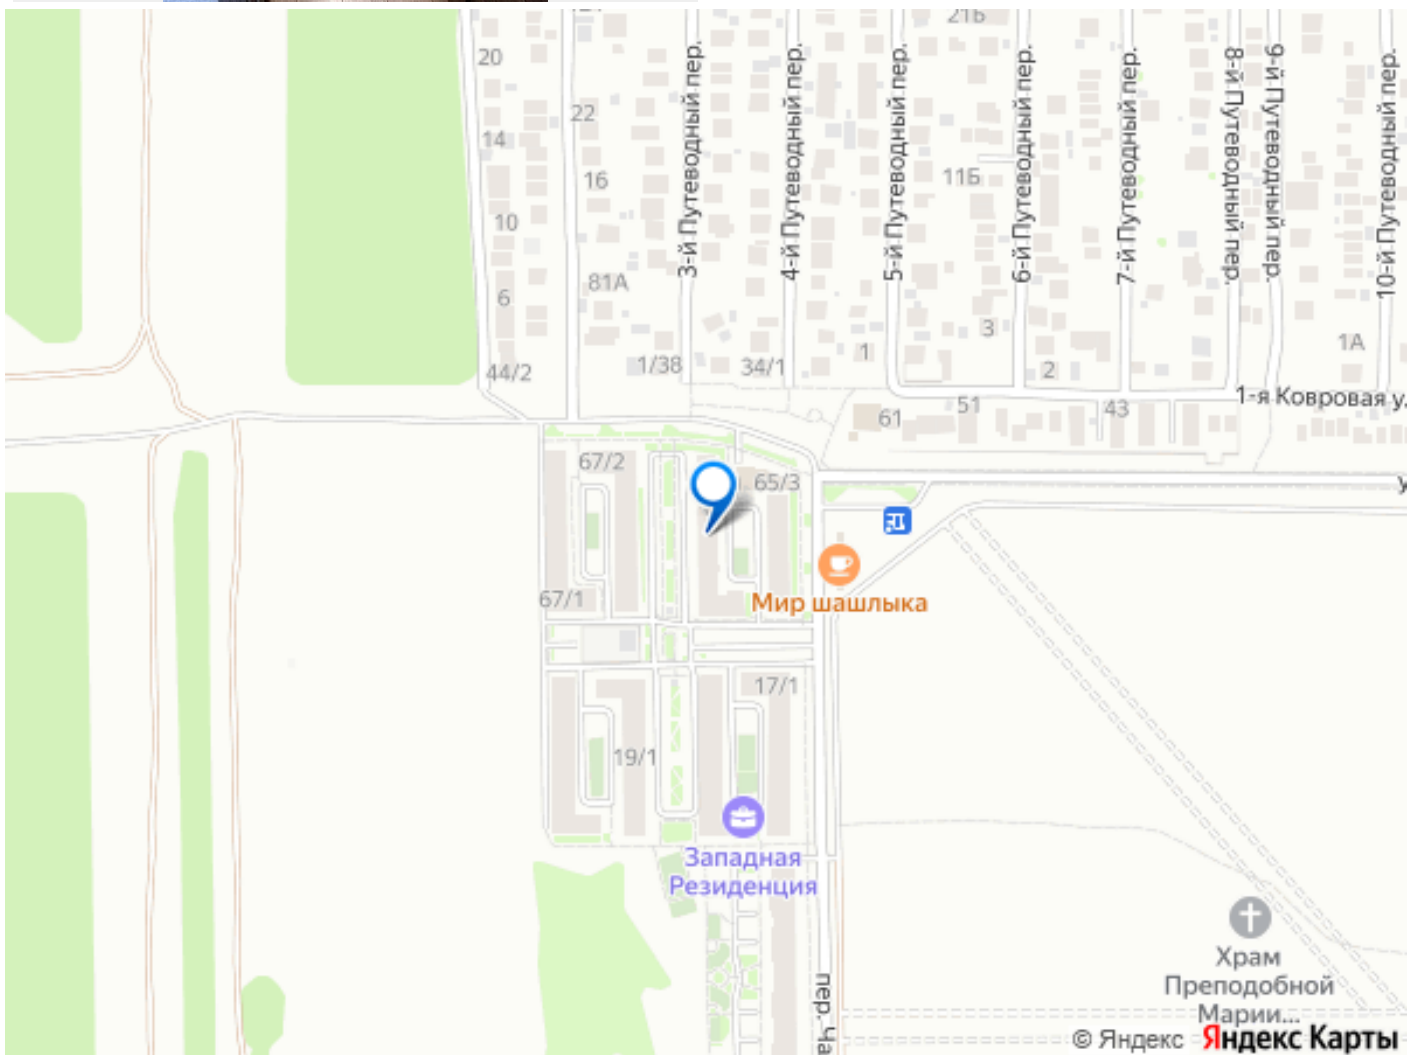 21Б
20
3-й Путеводный пер.
4-й Путеводный пер.
5-й Путеводный пер.
6-й Путеводный пер.
7-й Путеводный пер.
8-й Путеводный пер.
9-й Путеводный пер.
10-й Путеводный пер.
22
14
16
11Б
10
81А
6
3
1А
1/38
34/1
1
2
44/2
1-я Ковровая у.
61
51
43
67/2
65/3
у
67/1
Мир шашлыка
17/1
19/1
Западная
Резиденция
Храм
Преподобной
Марии...
пер. Ча
© Яндекс Яндекс Карты